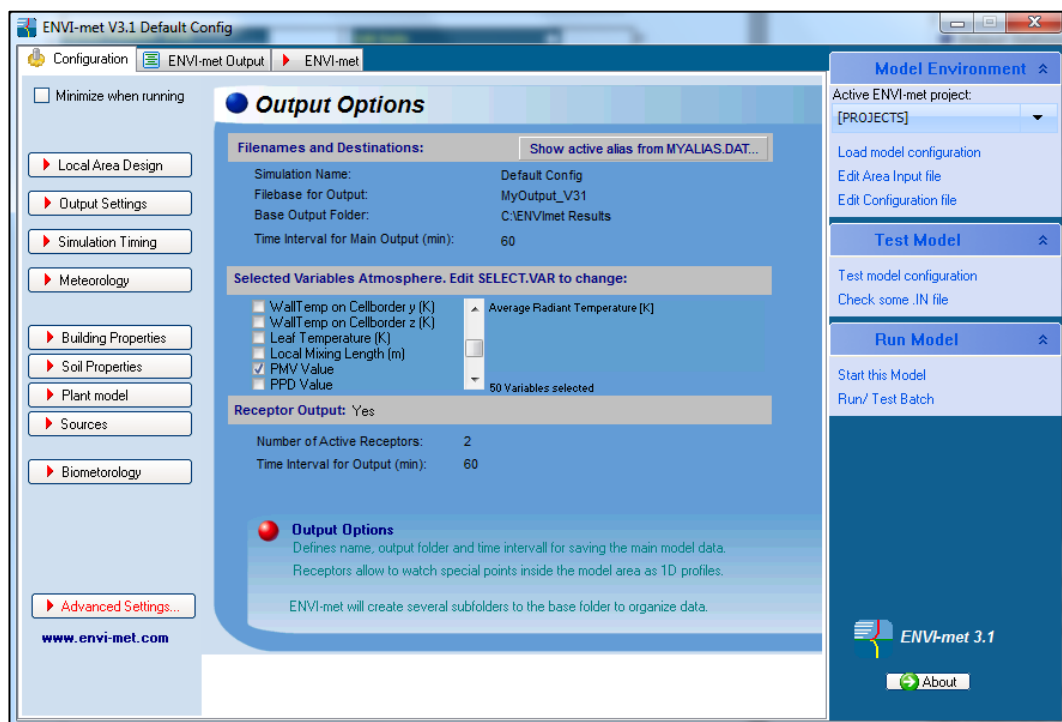 ENVI-met V3.1 Default Config
Configuration
ENVI-met Output
ENVI-met
Minimize when running
Local Area Design
Output Settings
Simulation Timing
Meteorology
Building Properties
Soil Properties
Plant model
Sources
Biometorology
Advanced Settings...
www.envi-met.com
Output Options
Filenames and Destinations:
Show active alias from MYALIAS.DAT...
Simulation Name: Default Config
Filebase for Output: MyOutput_V31
Base Output Folder: C:\ENVImet Results
Time Interval for Main Output (min): 60
Selected Variables Atmosphere. Edit SELECT.VAR to change:
WallTemp on Cellborder y (K)
WallTemp on Cellborder z (K)
Leaf Temperature (K)
Local Mixing Length (m)
PMV Value
PPD Value
Average Radiant Temperature [K]
50 Variables selected
Receptor Output: Yes
Number of Active Receptors: 2
Time Interval for Output (min): 60
Output Options
Defines name, output folder and time intervall for saving the main model data.
Receptors allow to watch special points inside the model area as 1D profiles.
ENVI-met will create several subfolders to the base folder to organize data.
Model Environment
Active ENVI-met project:
[PROJECTS]
Load model configuration
Edit Area Input file
Edit Configuration file
Test Model
Test model configuration
Check some .IN file
Run Model
Start this Model
Run/ Test Batch
ENVI-met 3.1
About